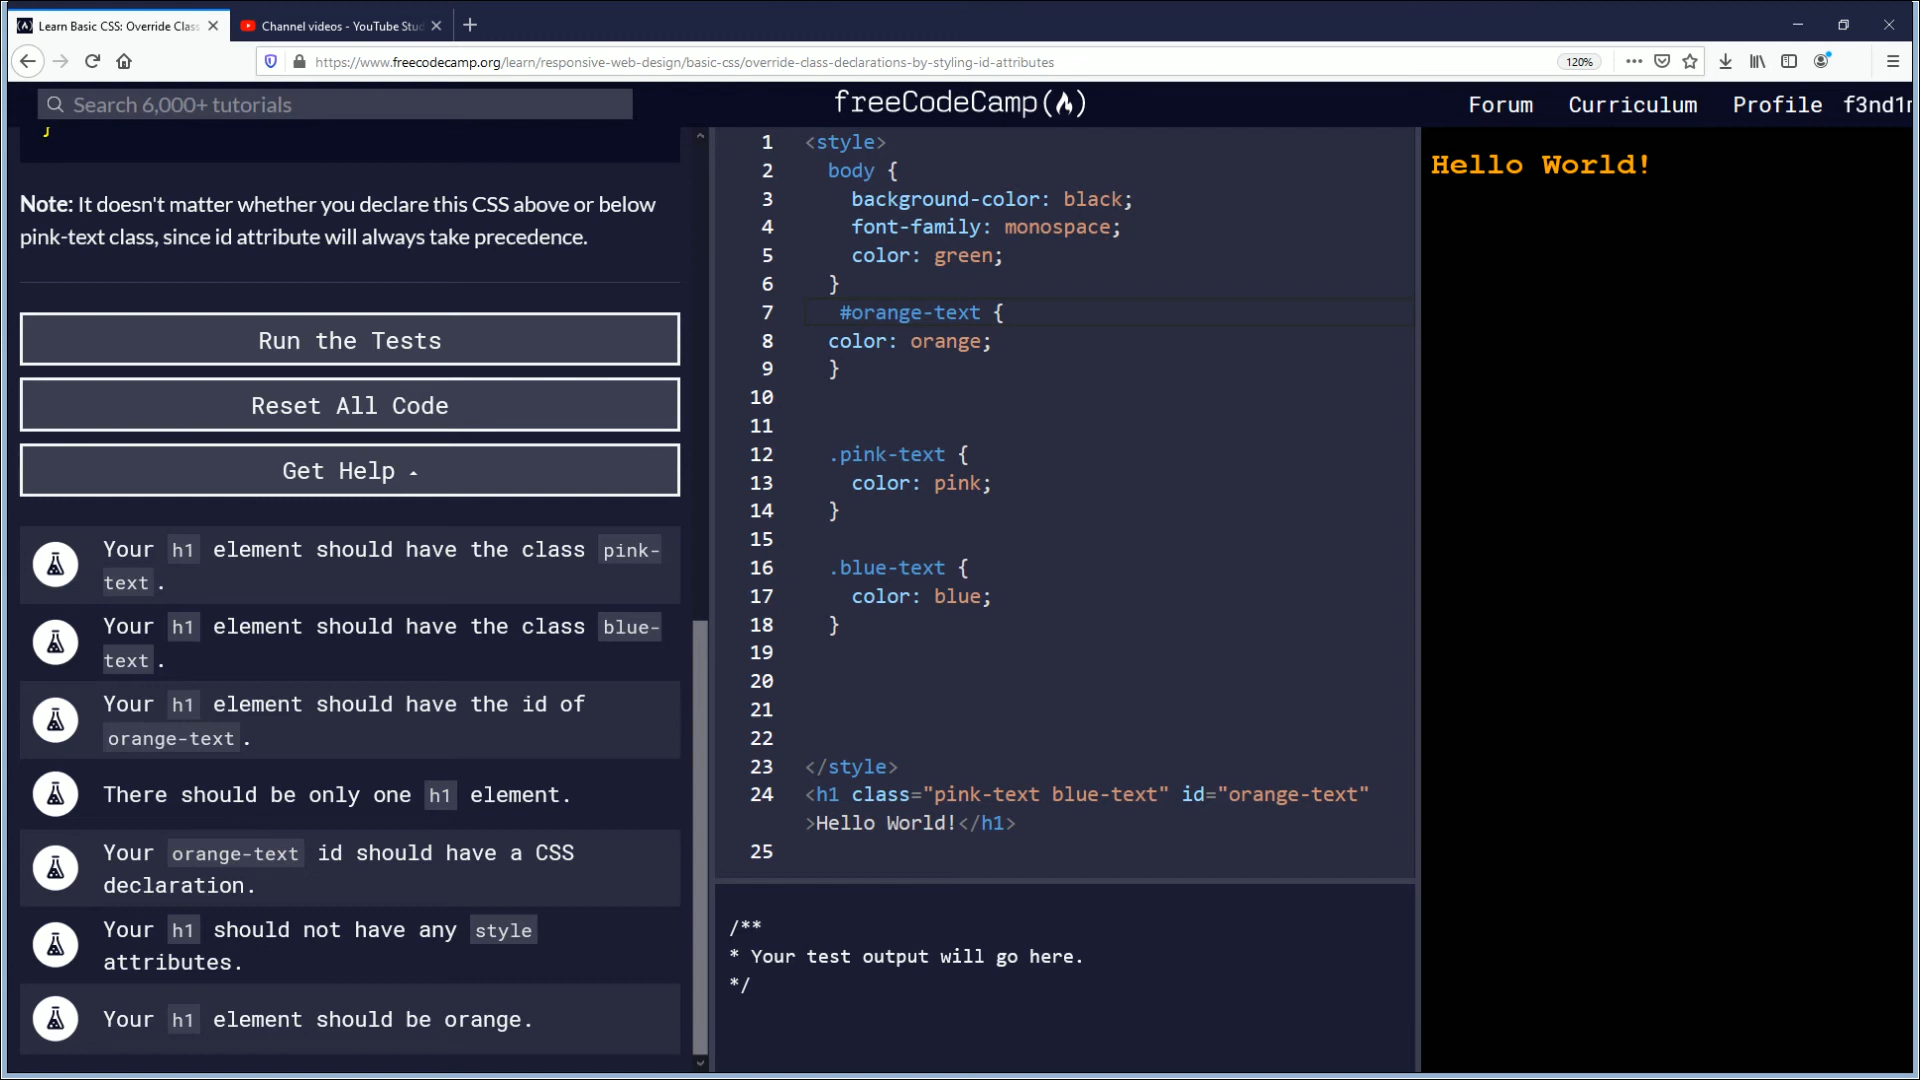 Learn Basic CSS: Override Class
Channel videos - YouTube Stud
https://www.freecodecamp.org/learn/responsive-web-design/basic-css/override-class-declarations-by-styling-id-attributes
120%
Search 6,000+ tutorials
freeCodeCamp
Forum
Curriculum
Profile
f3nd1r
}
Note: It doesn't matter whether you declare this CSS above or below
pink-text class, since id attribute will always take precedence.
Run the Tests
Reset All Code
Get Help
Your h1 element should have the class pink-
text.
Your h1 element should have the class blue-
text.
Your h1 element should have the id of
orange-text.
There should be only one h1 element.
Your orange-text id should have a CSS
declaration.
Your h1 should not have any style
attributes.
Your h1 element should be orange.
1 <style>
2 body {
3 background-color: black;
4 font-family: monospace;
5 color: green;
6 }
7 #orange-text {
8 color: orange;
9 }
10
11
12 .pink-text {
13 color: pink;
14 }
15
16 .blue-text {
17 color: blue;
18 }
19
20
21
22
23 </style>
24 <h1 class="pink-text blue-text" id="orange-text"
>Hello World!</h1>
25
/**
* Your test output will go here.
*/
Hello World!